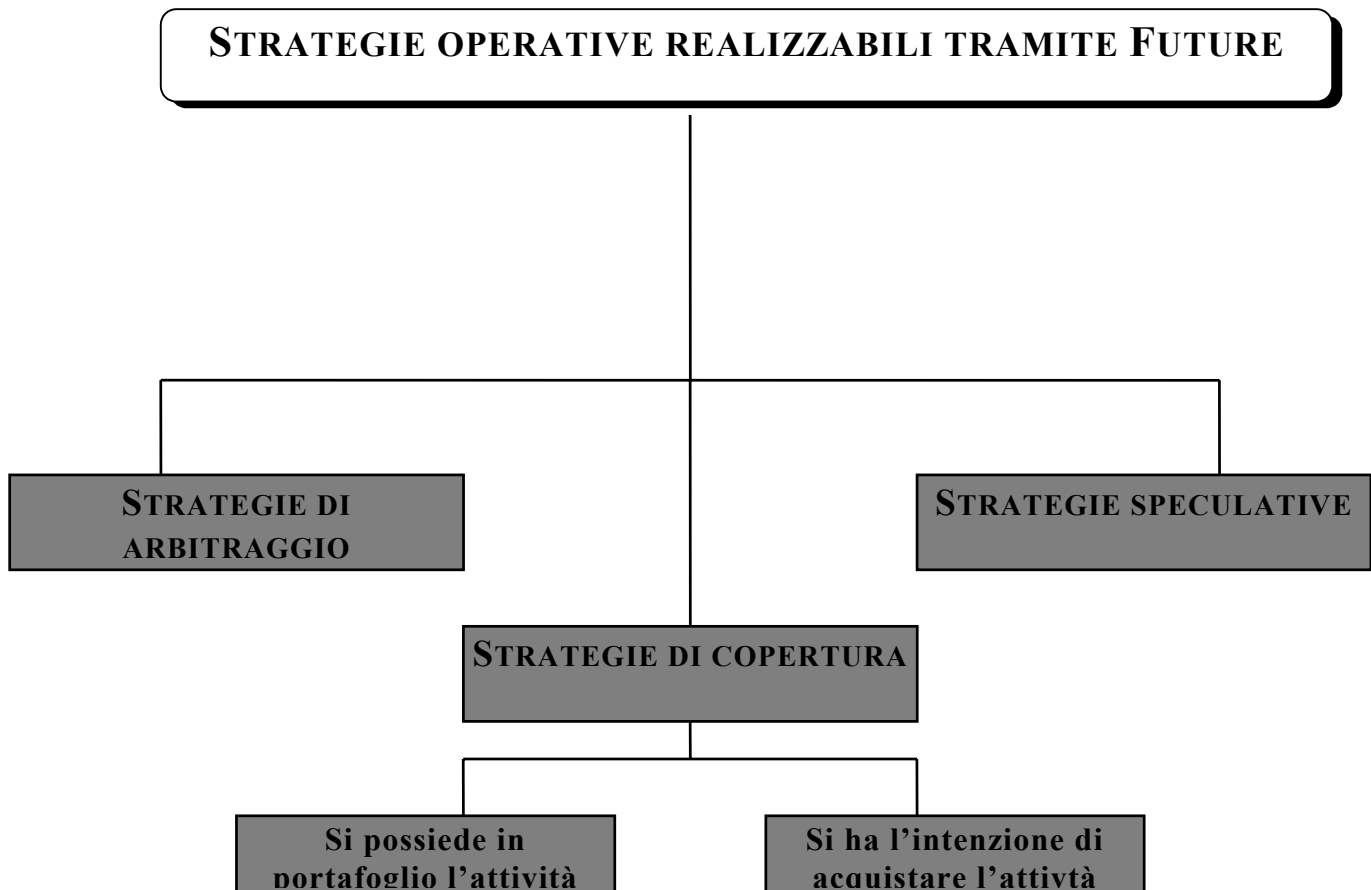 STRATEGIE OPERATIVE REALIZZABILI TRAMITE FUTURE
STRATEGIE DI
ARBITRAGGIO
STRATEGIE SPECULATIVE
STRATEGIE DI COPERTURA
Si possiede in
portafoglio l’attività
Si ha l’intenzione di
acquistare l’attivtà